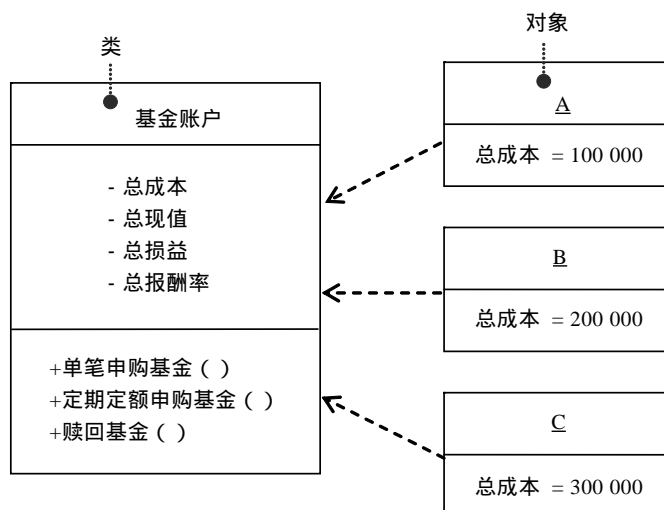 类
基金账户
- 总成本
- 总现值
- 总损益
- 总报酬率
+单笔申购基金（ ）
+定期定额申购基金（ ）
+赎回基金（ ）
对象
A
总成本 = 100 000
B
总成本 = 200 000
C
总成本 = 300 000